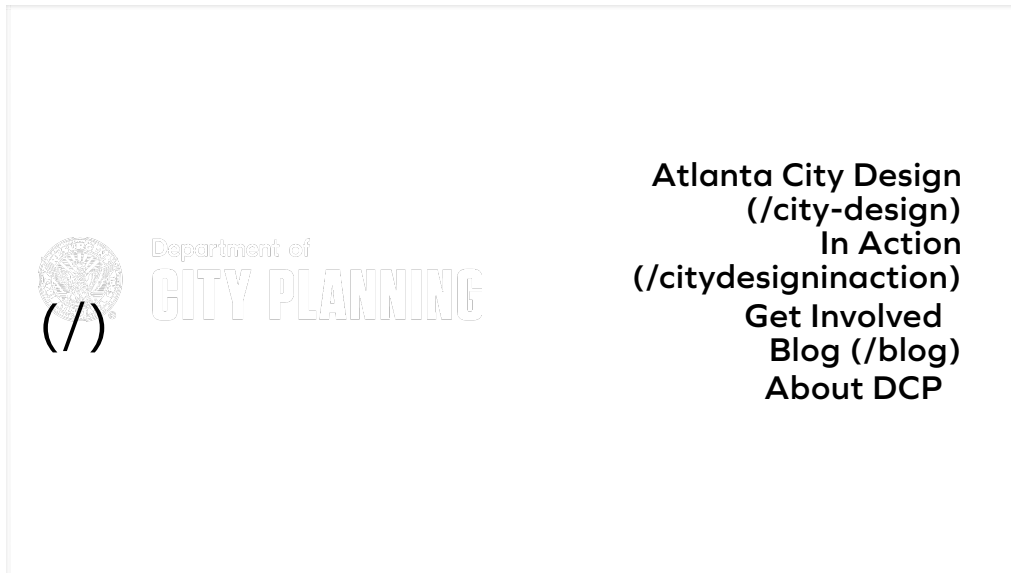 Department of
CITY PLANNING
(/)
Atlanta City Design
(/city-design)
In Action
(/citydesigninaction)
Get Involved
Blog (/blog)
About DCP